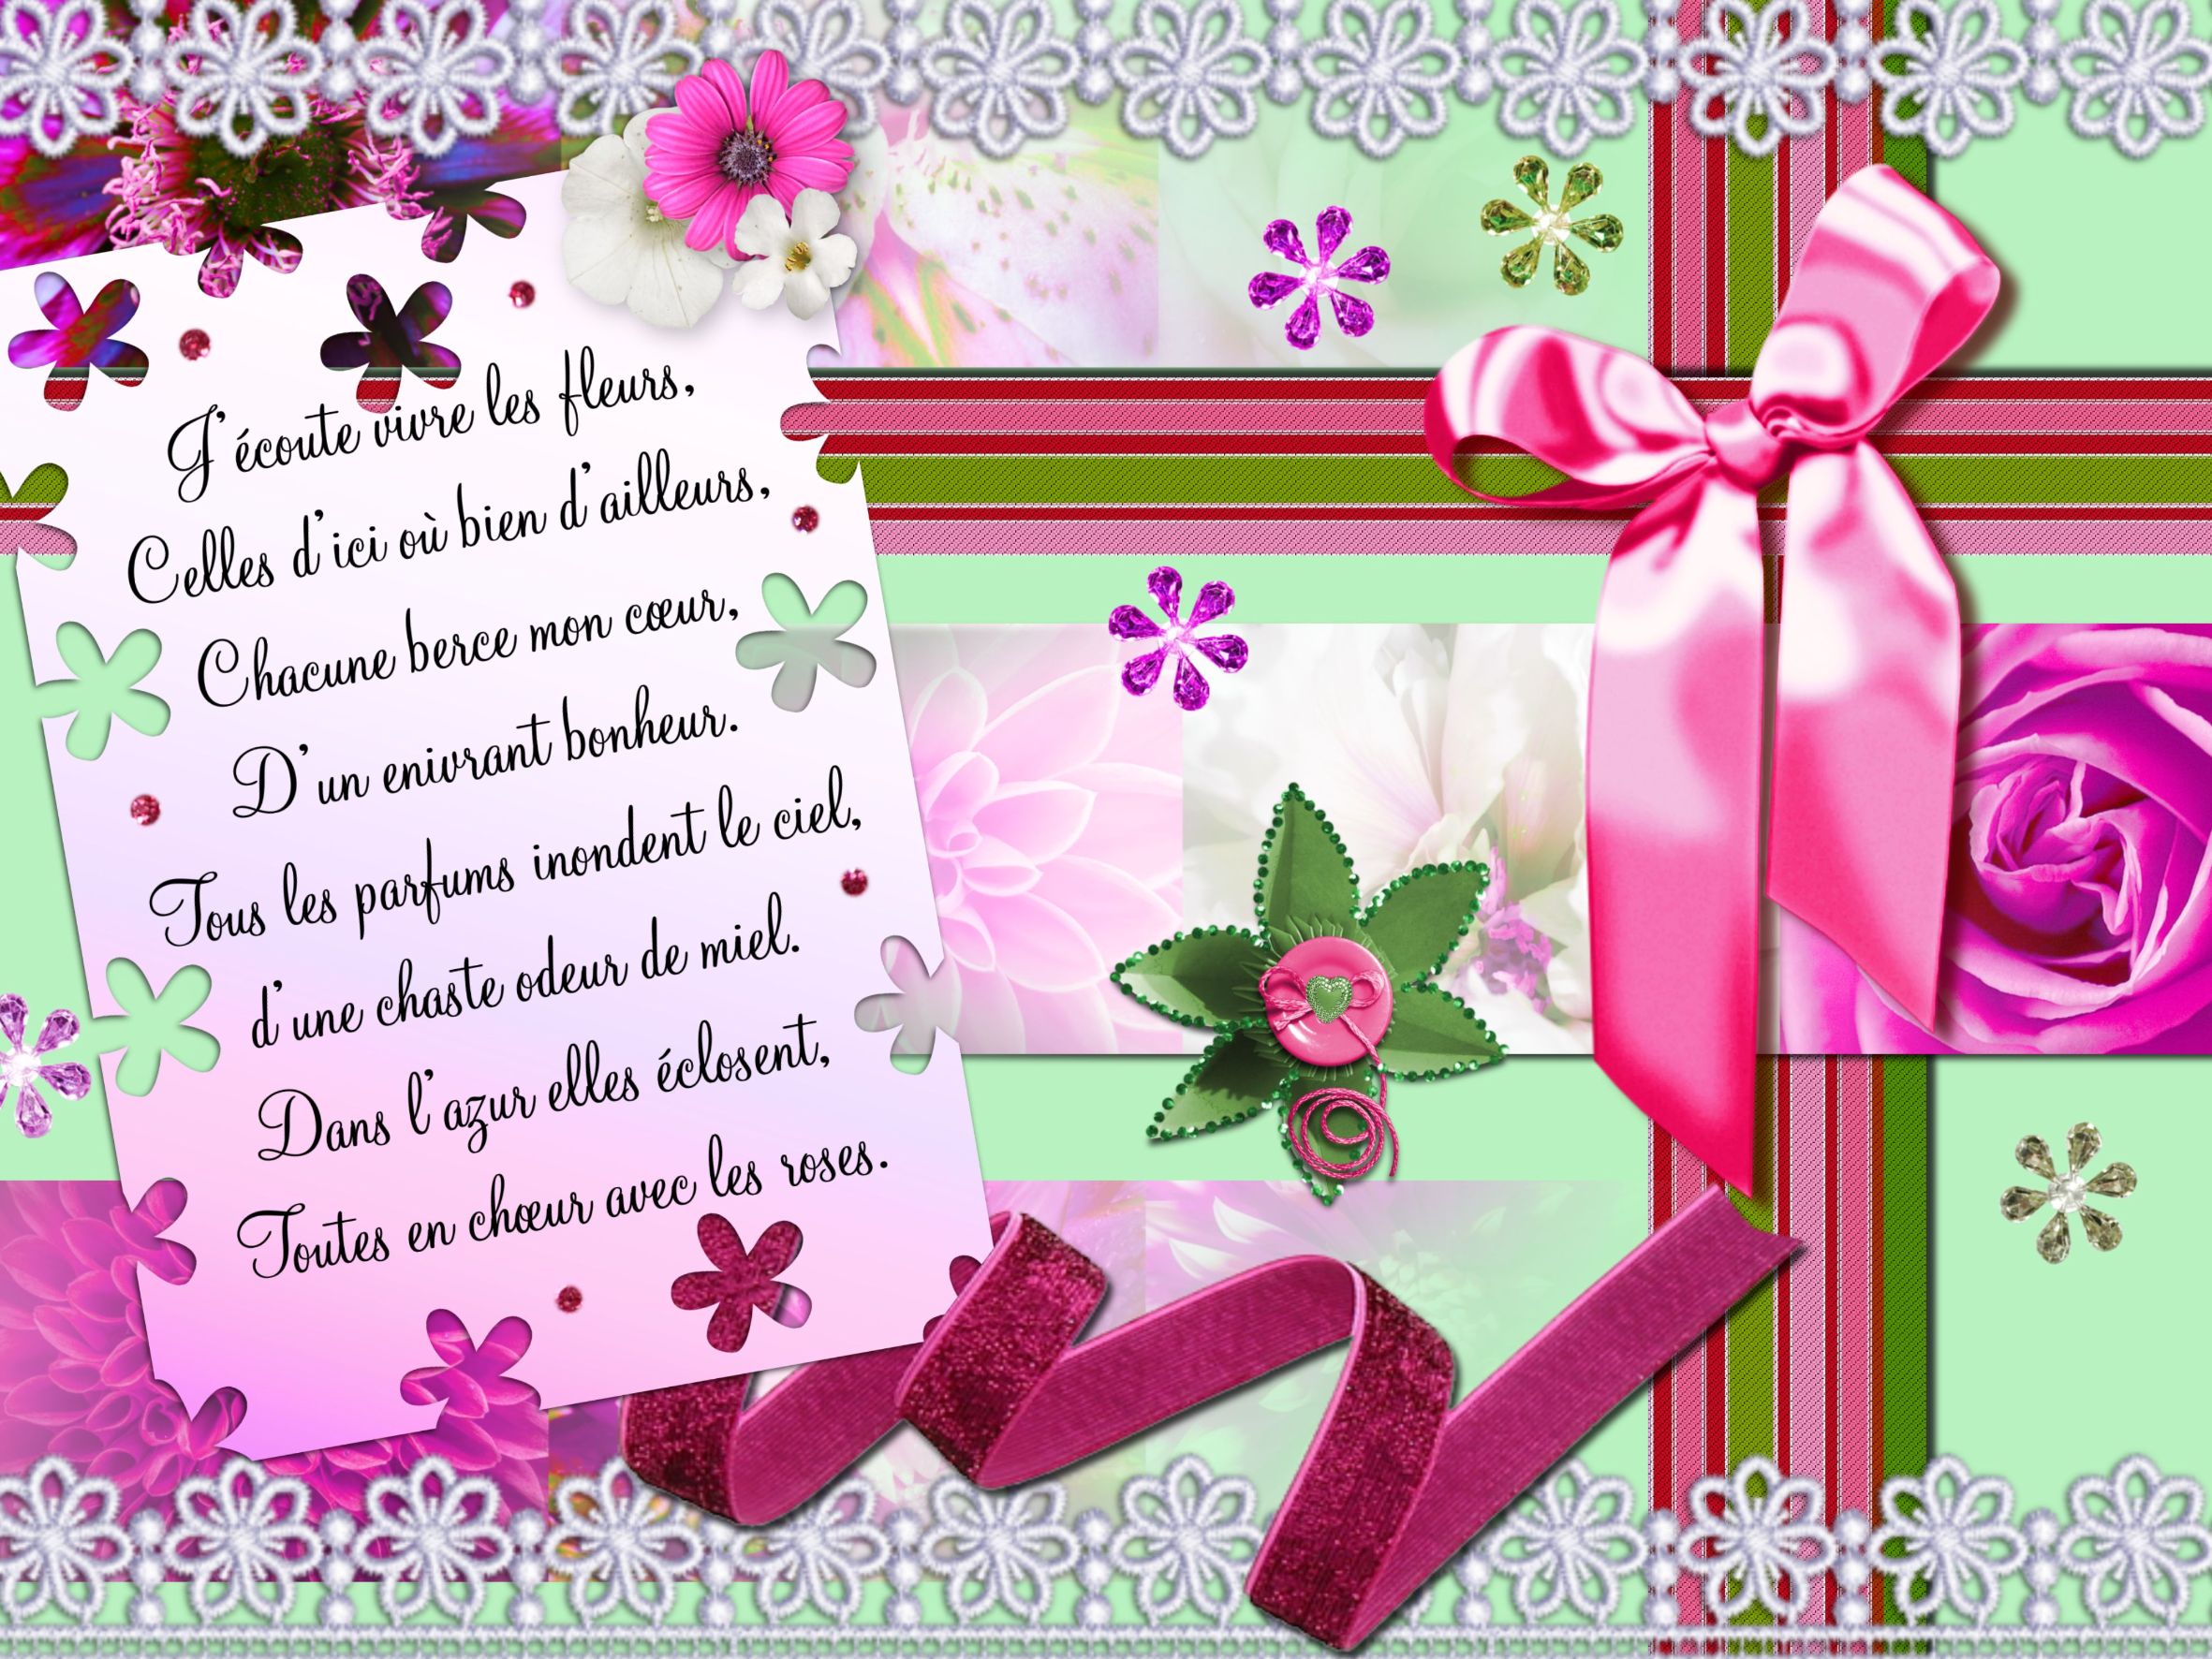 J'écoute vivre les fleurs,
Celles d'ici où bien d'ailleurs,
Chacune berce mon cœur,
D'un enivrant bonheur.
Tous les parfums inondent le ciel,
d'une chaste odeur de miel.
Dans l'azur elles éclosent,
Toutes en chœur avec les roses.